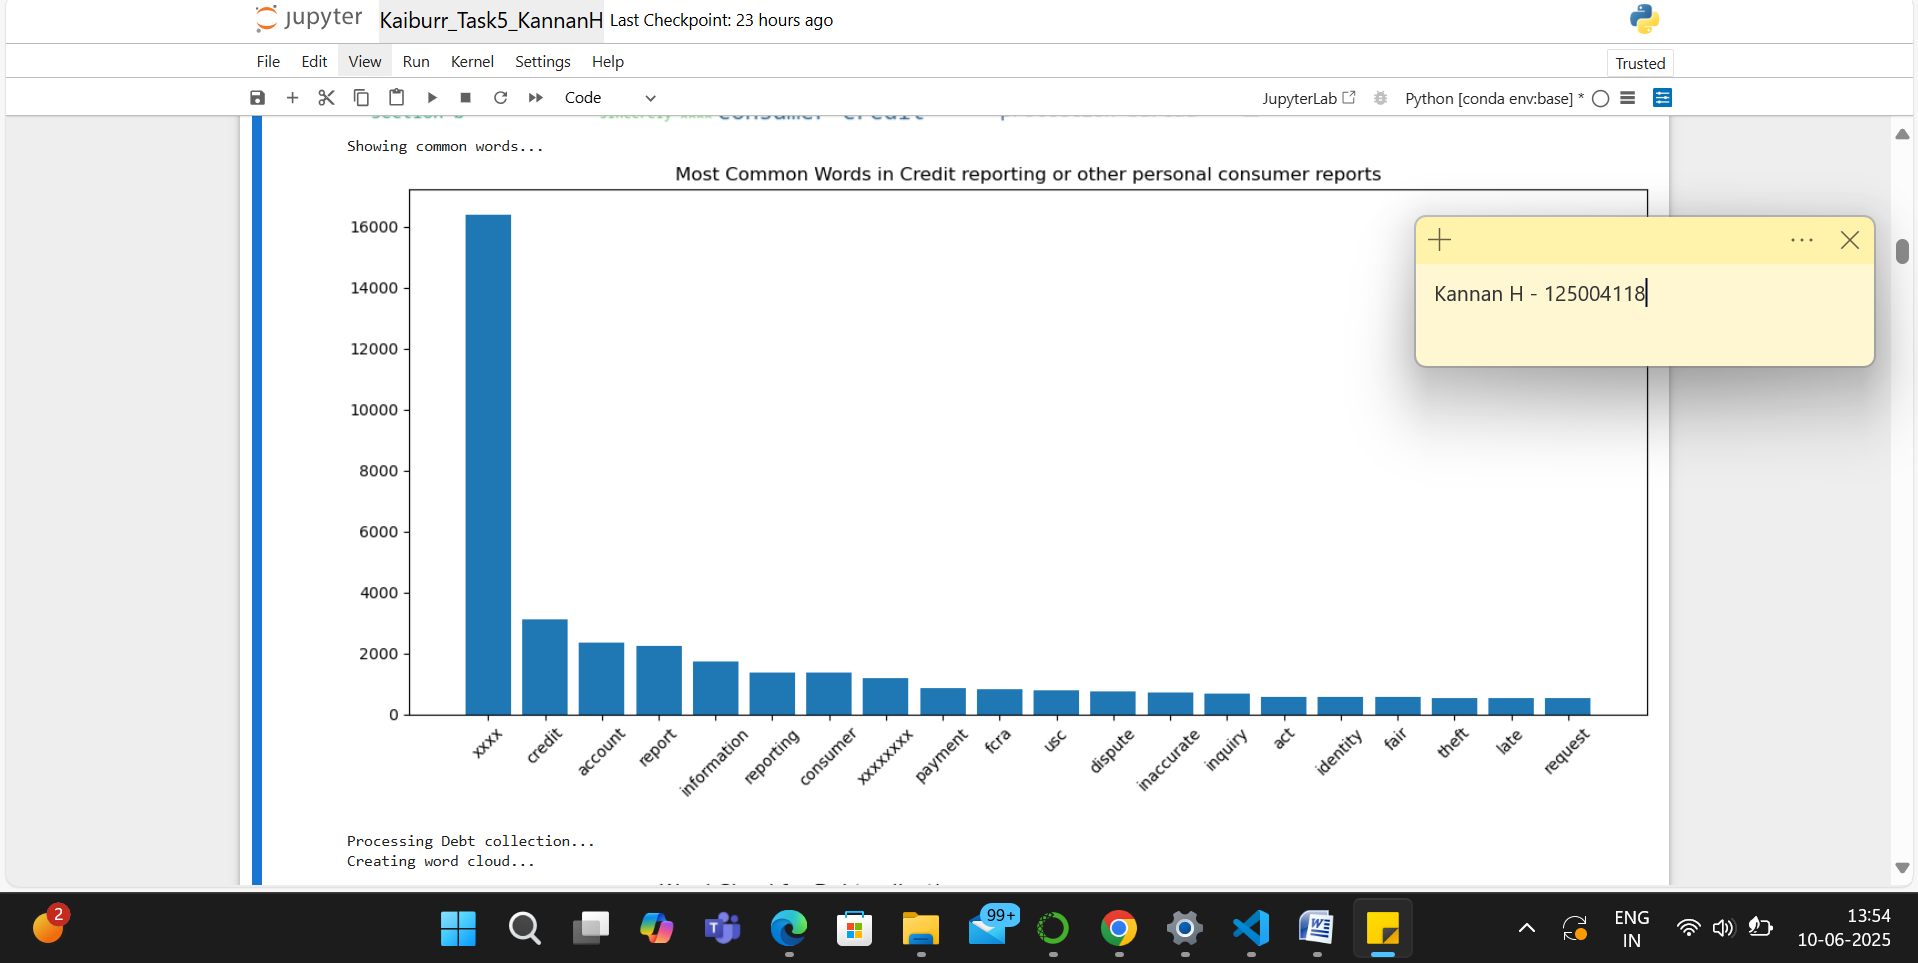 jupyter Kaiburr_Task5_KannanH Last Checkpoint: 23 hours ago
File Edit View Run Kernel Settings Help
Trusted
Code
JupyterLab
Python [conda env:base] *
consumer credit
Showing common words...
Most Common Words in Credit reporting or other personal consumer reports
16000
14000
12000
10000
8000
6000
4000
2000
0
xxxx credit account report information reporting consumer xxxxxxxx payment fcra usc dispute inaccurate inquiry act identity fair theft late request
Kannan H - 125004118
Processing Debt collection...
Creating word cloud...
2
99+
ENG
IN
13:54
10-06-2025